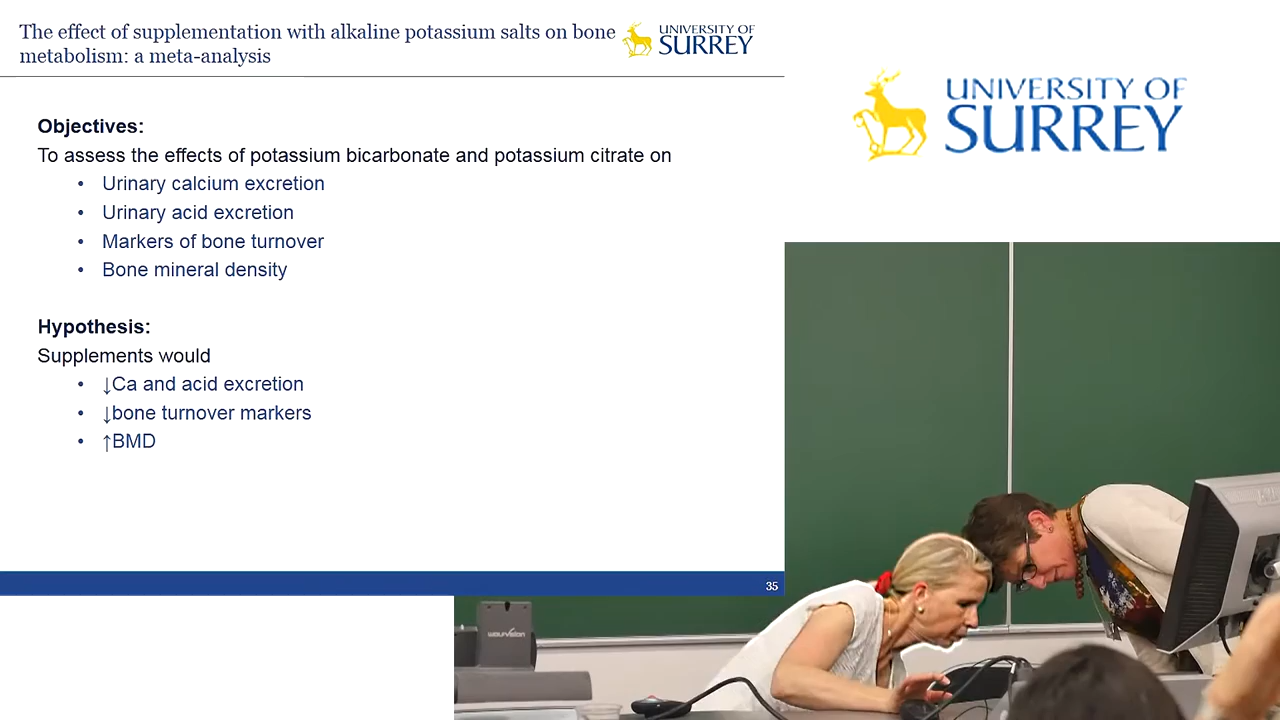 The effect of supplementation with alkaline potassium salts on bone
metabolism: a meta-analysis
UNIVERSITY OF
SURREY
Objectives:
To assess the effects of potassium bicarbonate and potassium citrate on
• Urinary calcium excretion
• Urinary acid excretion
• Markers of bone turnover
• Bone mineral density
Hypothesis:
Supplements would
• ↓Ca and acid excretion
• ↓bone turnover markers
• ↑BMD
35
UNIVERSITY OF
SURREY
wolfvision